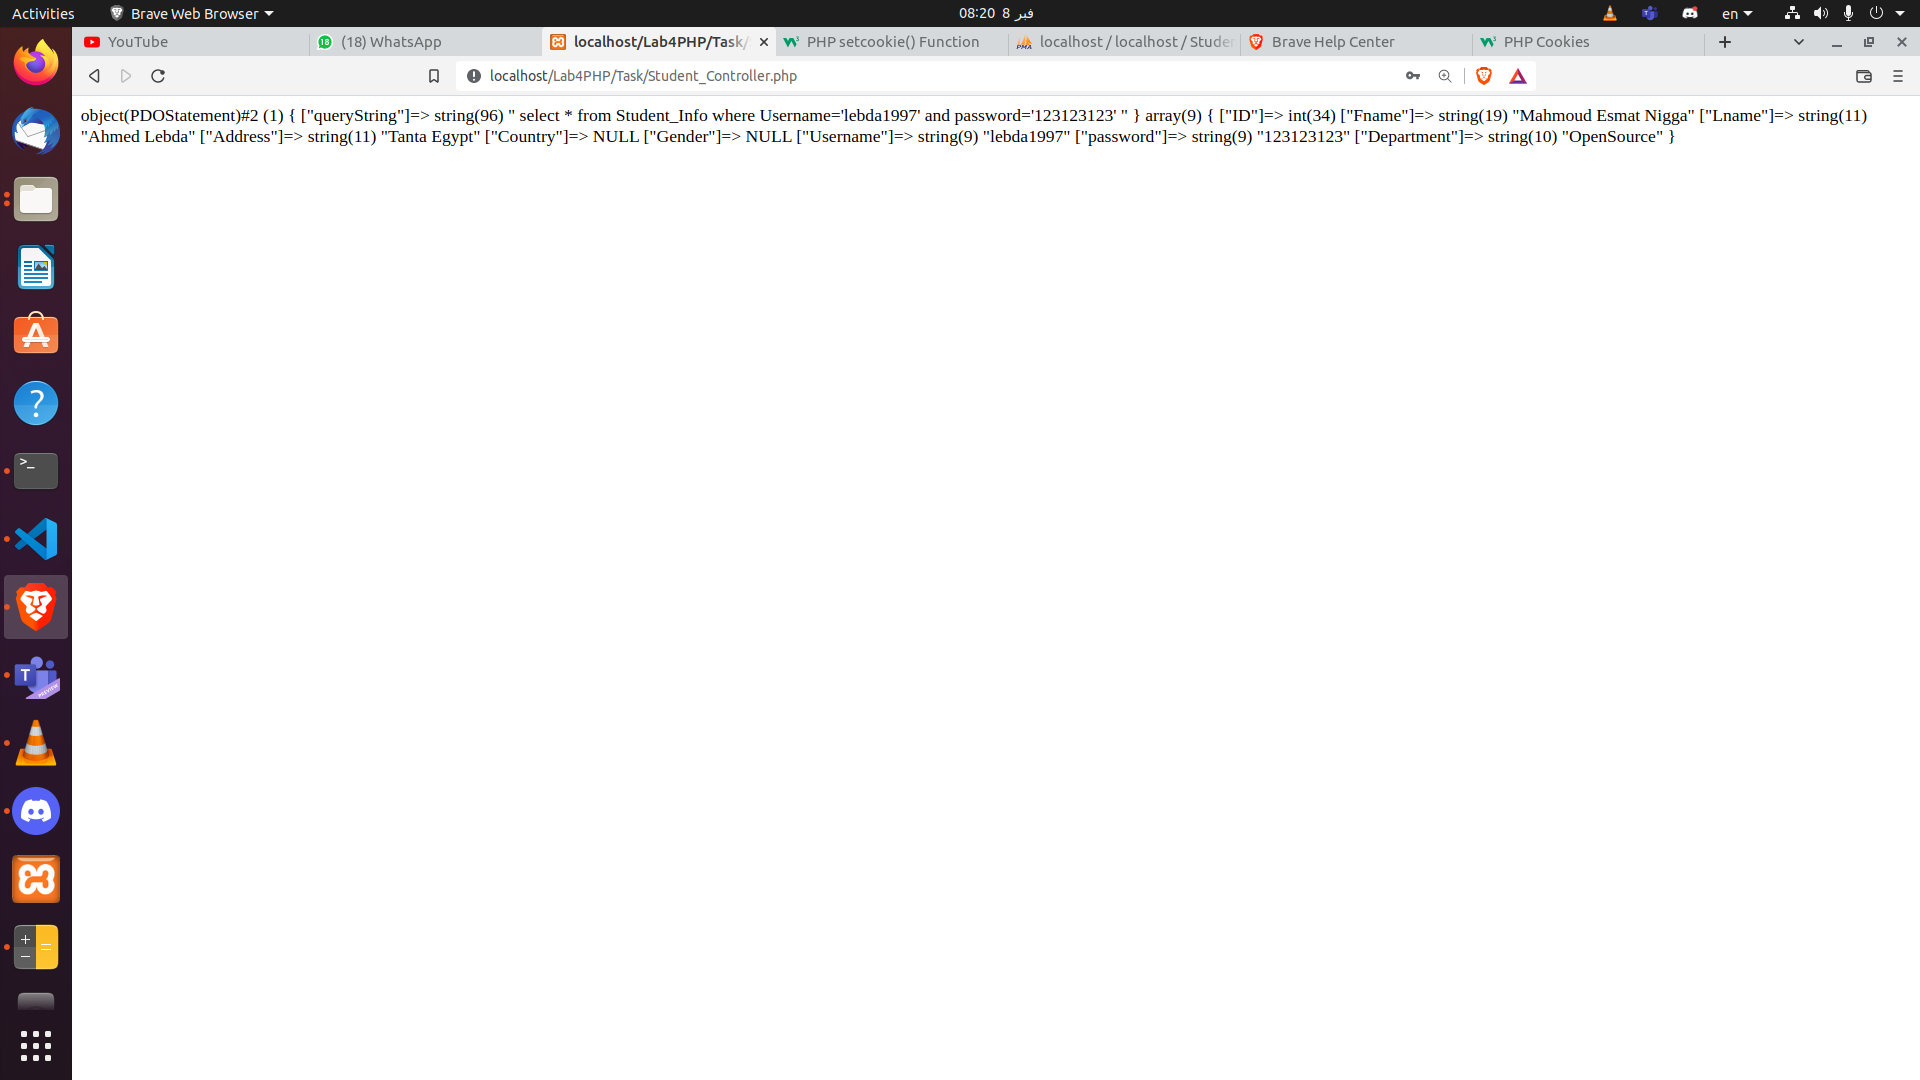 Activities
Brave Web Browser
08:20 8 فبر
en
YouTube
(18) WhatsApp
localhost/Lab4PHP/Task/
PHP setcookie() Function
localhost / localhost / Studen
Brave Help Center
PHP Cookies
localhost/Lab4PHP/Task/Student_Controller.php
object(PDOStatement)#2 (1) { ["queryString"]=> string(96) " select * from Student_Info where Username='lebda1997' and password='123123123' " } array(9) { ["ID"]=> int(34) ["Fname"]=> string(19) "Mahmoud Esmat Nigga" ["Lname"]=> string(11)
"Ahmed Lebda" ["Address"]=> string(11) "Tanta Egypt" ["Country"]=> NULL ["Gender"]=> NULL ["Username"]=> string(9) "lebda1997" ["password"]=> string(9) "123123123" ["Department"]=> string(10) "OpenSource" }